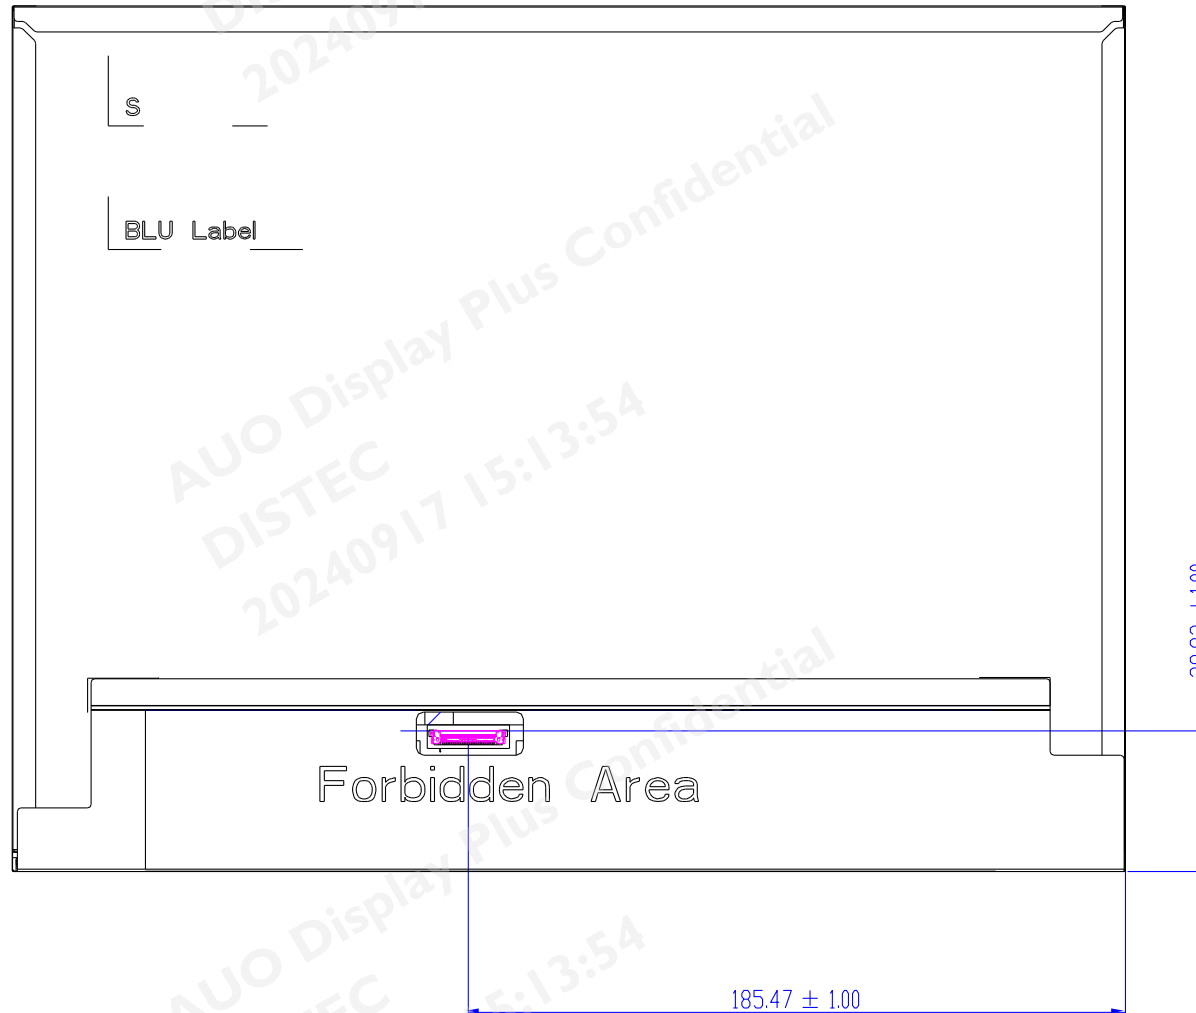 20240917
S
BLU Label
AUO Display Plus Confidential
DISTEC
20240917 15:13:54
Forbidden Area
AUO Display Plus Confidential
185.47 ± 1.00